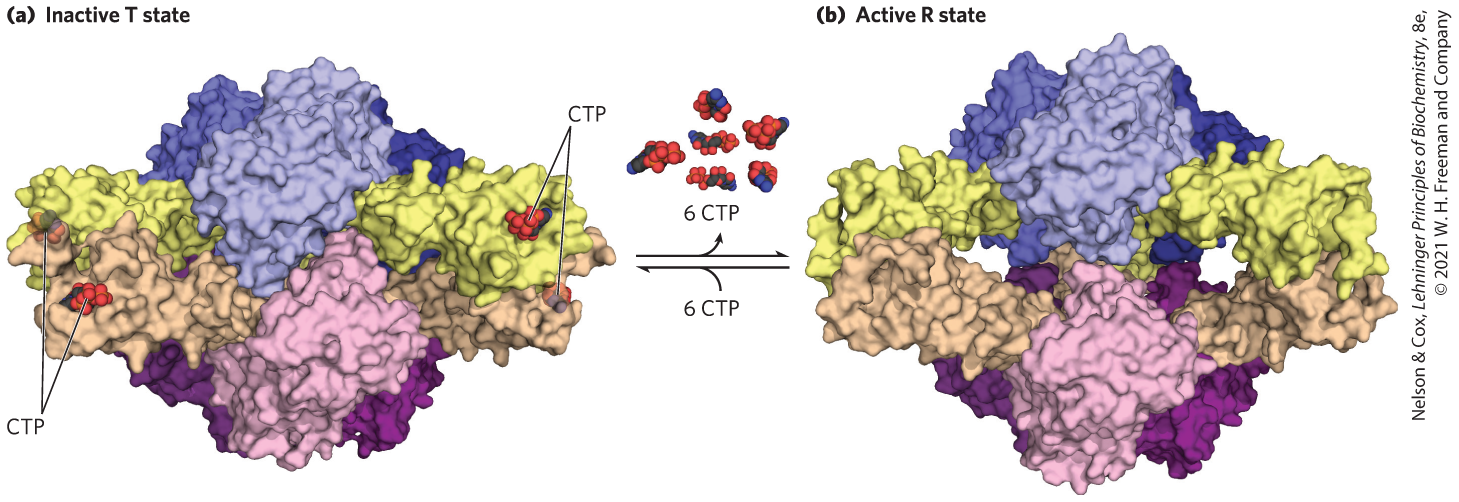 (a) Inactive T state
(b) Active R state
CTP
6 CTP
6 CTP
CTP
Nelson & Cox, Lehninger Principles of Biochemistry, 8e,
© 2021 W. H. Freeman and Company